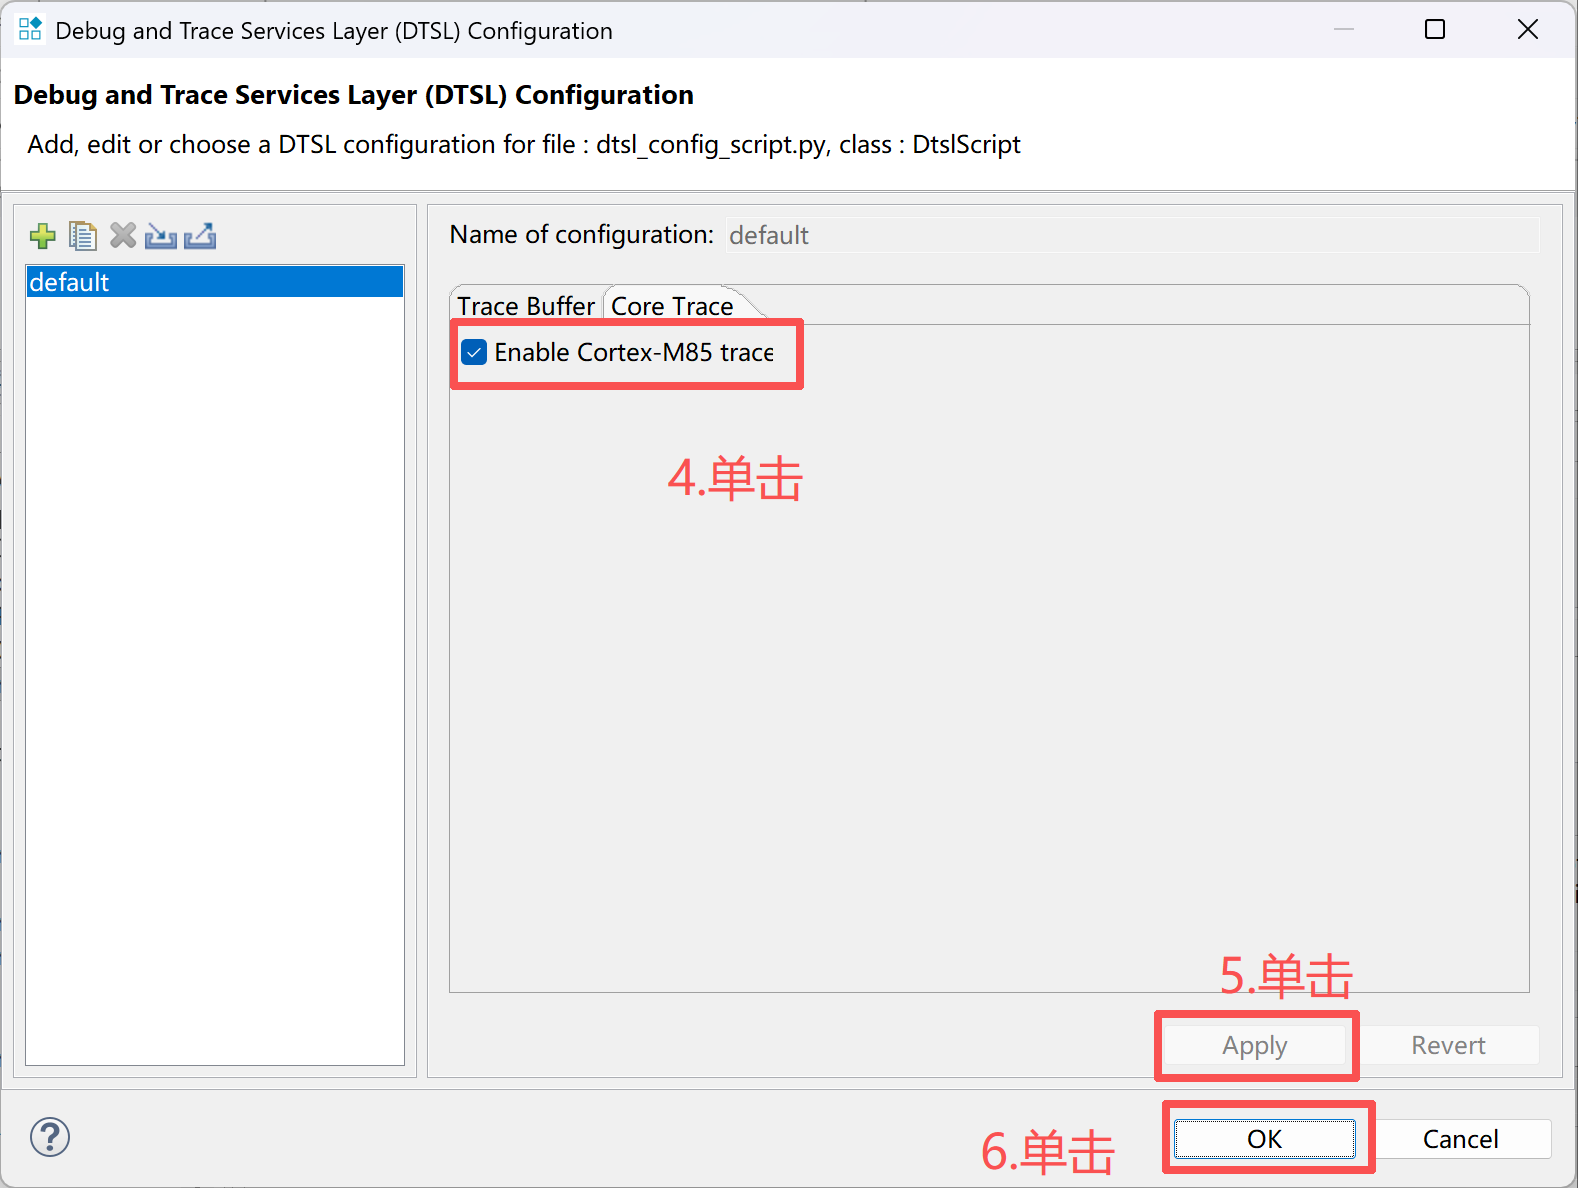 Debug and Trace Services Layer (DTSL) Configuration
Debug and Trace Services Layer (DTSL) Configuration
Add, edit or choose a DTSL configuration for file : dtsl_config_script.py, class : DtslScript
default
Name of configuration: default
Trace Buffer Core Trace
Enable Cortex-M85 trace
4.单击
5.单击
Apply Revert
6.单击
OK Cancel